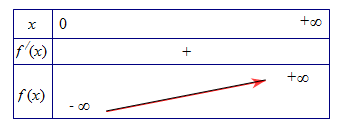 x 0 +∞
f′(x) +
+∞
f(x)
- ∞